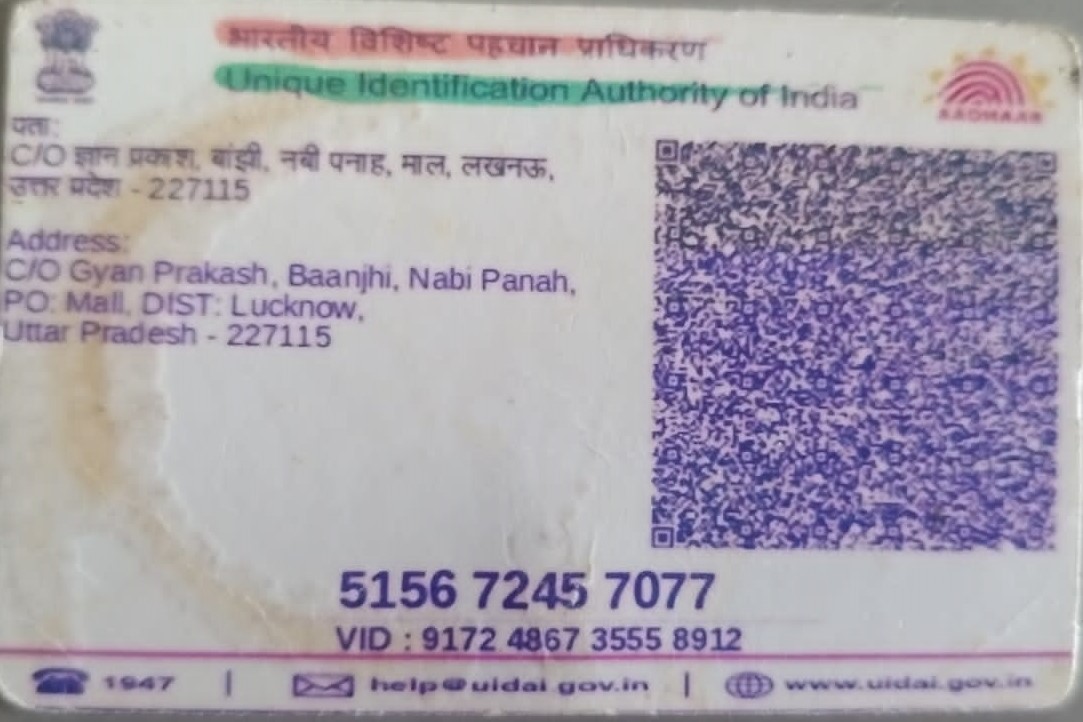 भारतीय विशिष्ट पहचान प्राधिकरण
Unique Identification Authority of India
AADHAAR
पता:
C/O ज्ञान प्रकाश, बांझी, नबी पनाह, माल, लखनऊ,
उत्तर प्रदेश - 227115
Address:
C/O Gyan Prakash, Baanjhi, Nabi Panah,
PO: Mall, DIST: Lucknow,
Uttar Pradesh - 227115
5156 7245 7077
VID : 9172 4867 3555 8912
1947 | help@uidai.gov.in | www.uidai.gov.in